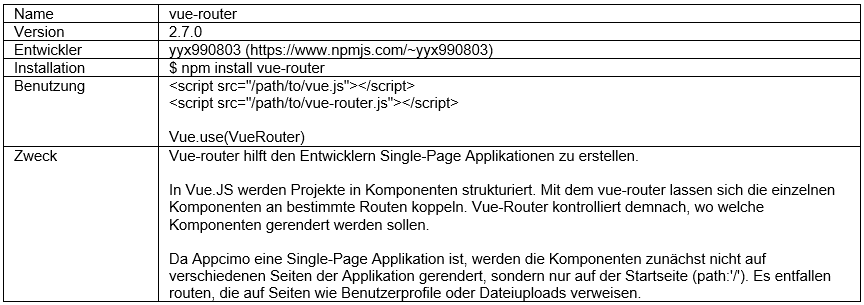 Name vue-router
Version 2.7.0
Entwickler yyx990803 (https://www.npmjs.com/~yyx990803)
Installation $ npm install vue-router
Benutzung <script src="/path/to/vue.js"></script>
<script src="/path/to/vue-router.js"></script>
Vue.use(VueRouter)
Zweck Vue-router hilft den Entwicklern Single-Page Applikationen zu erstellen.
In Vue.JS werden Projekte in Komponenten strukturiert. Mit dem vue-router lassen sich die einzelnen
Komponenten an bestimmte Routen koppeln. Vue-Router kontrolliert demnach, wo welche
Komponenten gerendert werden sollen.
Da Appcimo eine Single-Page Applikation ist, werden die Komponenten zunächst nicht auf
verschiedenen Seiten der Applikation gerendert, sondern nur auf der Startseite (path:'/'). Es entfallen
routen, die auf Seiten wie Benutzerprofile oder Dateiuploads verweisen.